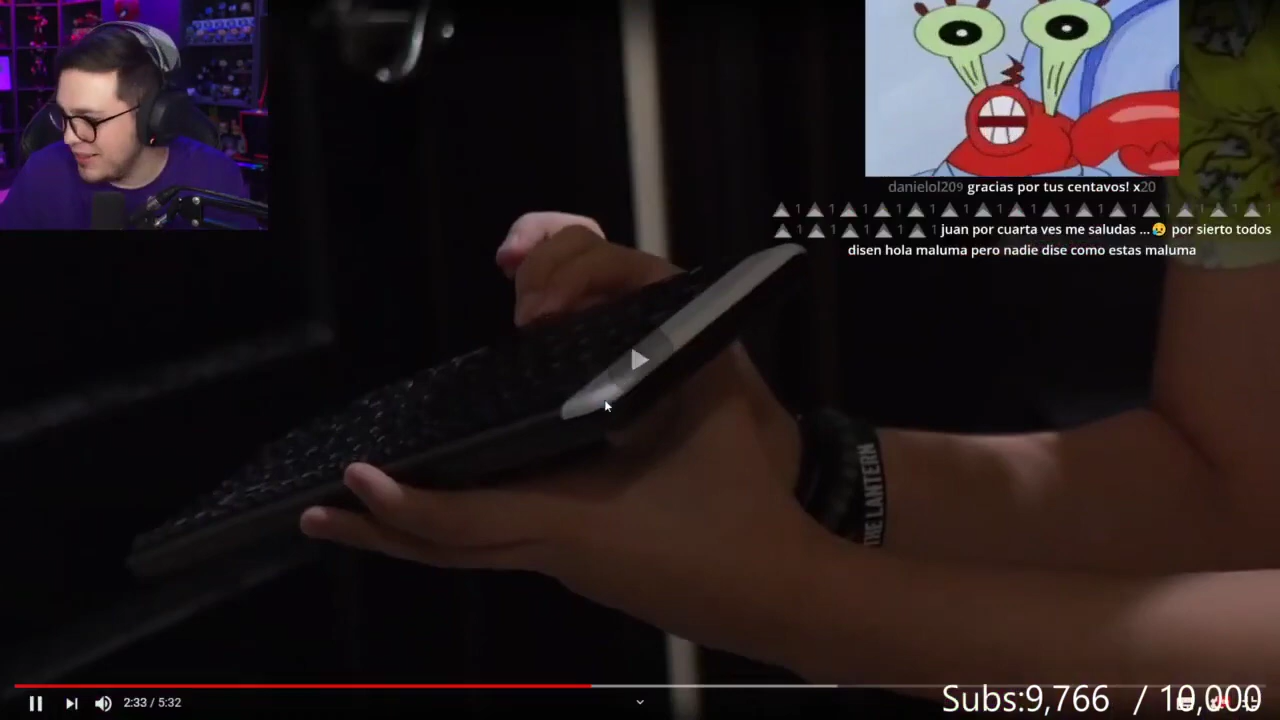 danielol209 gracias por tus centavos! x20
1 1 1 1 1 1 1 1 1 1 1 1 1 1 1
1 1 1 1 1 juan por cuarta ves me saludas ...😥 por sierto todos
disen hola maluma pero nadie dise como estas maluma
THE LANTERN
2:33 / 5:32
Subs:9,766 / 10,000